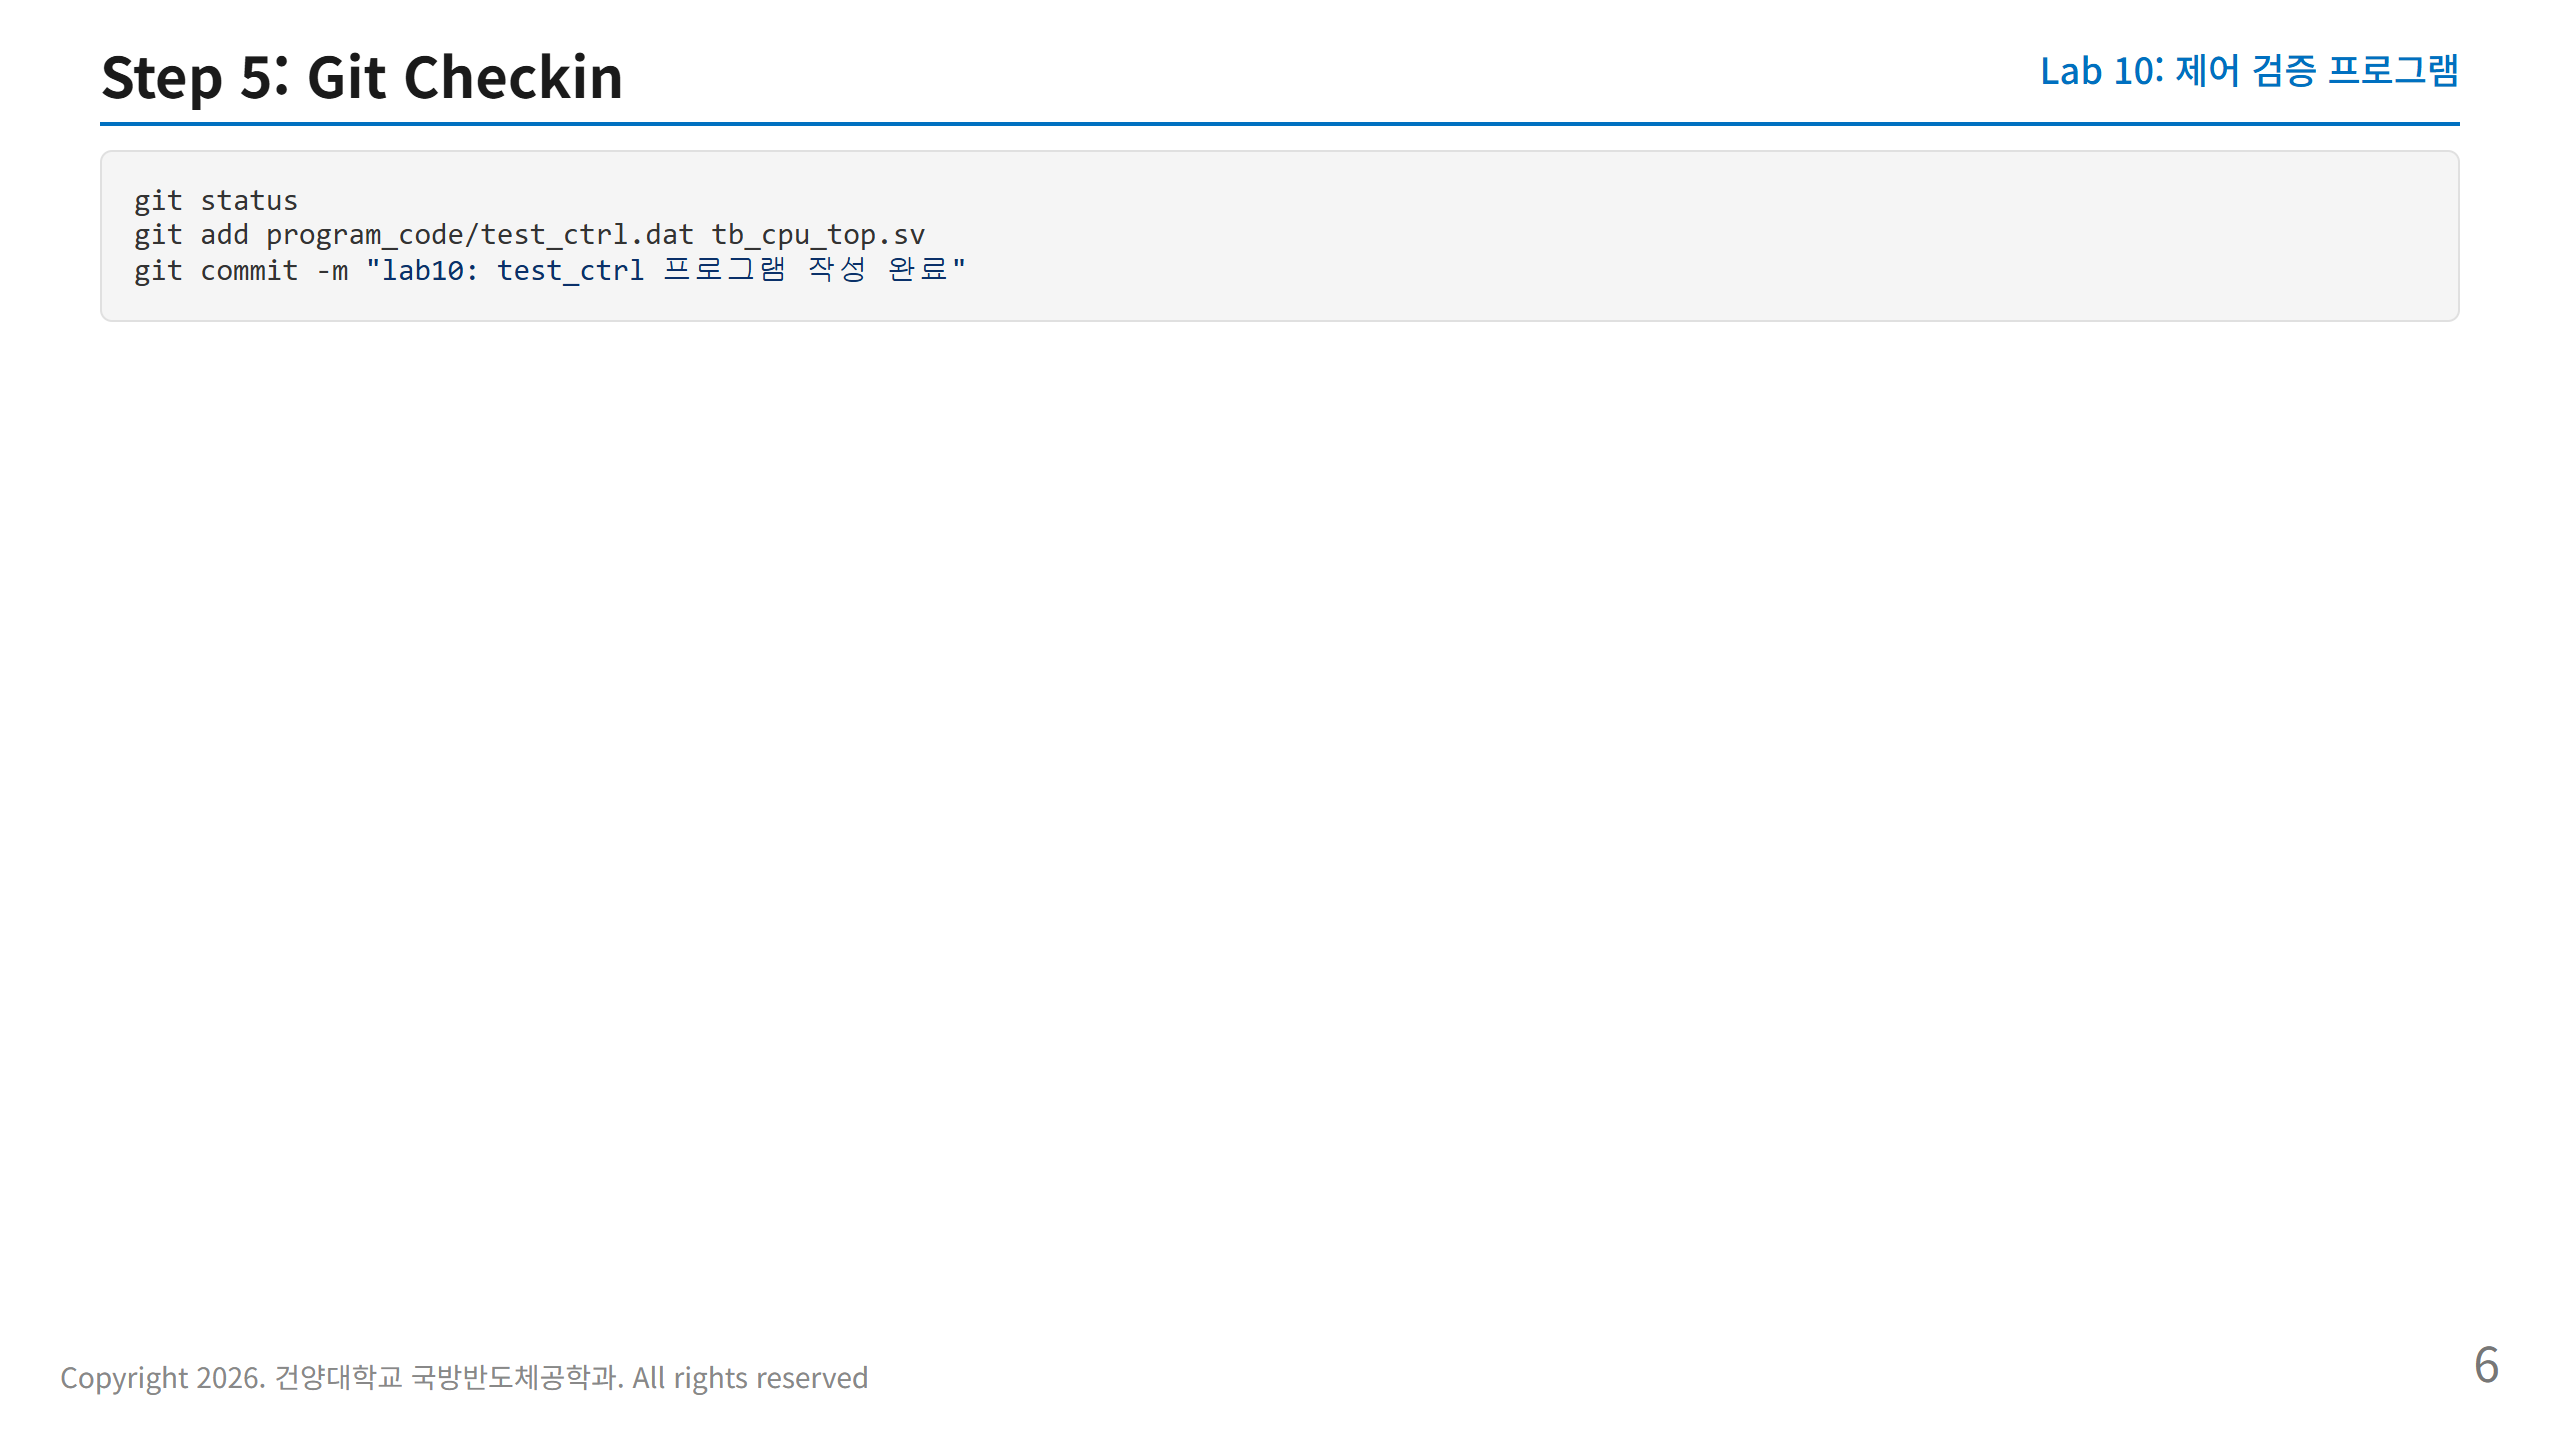 Step 5: Git Checkin
Lab 10: 제어 검증 프로그램
git status
git add program_code/test_ctrl.dat tb_cpu_top.sv
git commit -m "lab10: test_ctrl 프로그램 작성 완료"
Copyright 2026. 건양대학교 국방반도체공학과. All rights reserved
6